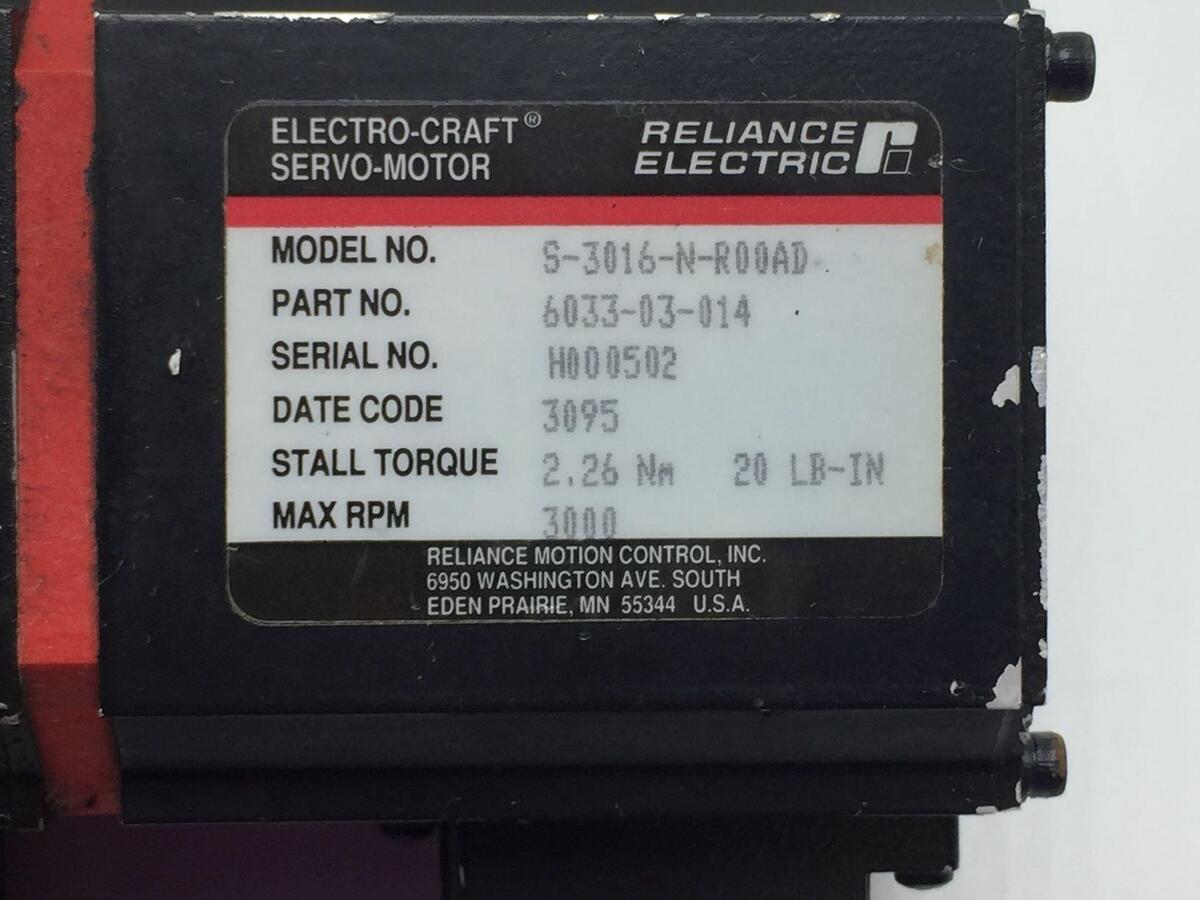 ELECTRO-CRAFT® RELIANCE
SERVO-MOTOR ELECTRIC
MODEL NO. S-3016-N-R00AD
PART NO. 6033-03-014
SERIAL NO. H000502
DATE CODE 3095
STALL TORQUE 2.26 Nm 20 LB-IN
MAX RPM 3000
RELIANCE MOTION CONTROL, INC.
6950 WASHINGTON AVE. SOUTH
EDEN PRAIRIE, MN 55344 U.S.A.